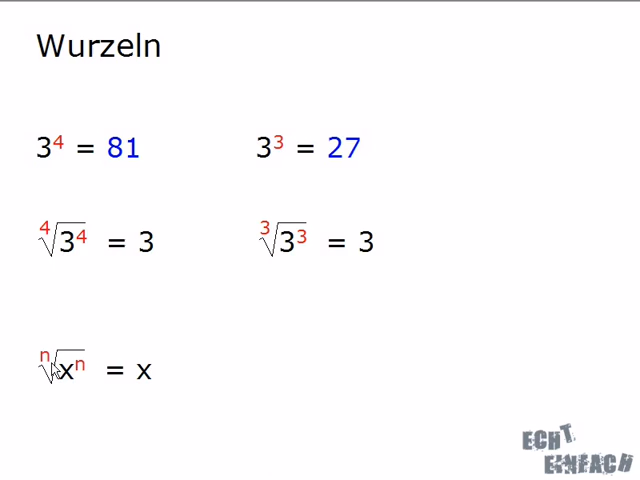 Wurzeln
3⁴ = 81 3³ = 27
⁴√3⁴ = 3 ³√3³ = 3
ⁿ√xⁿ = x
ECHT
EINFACH